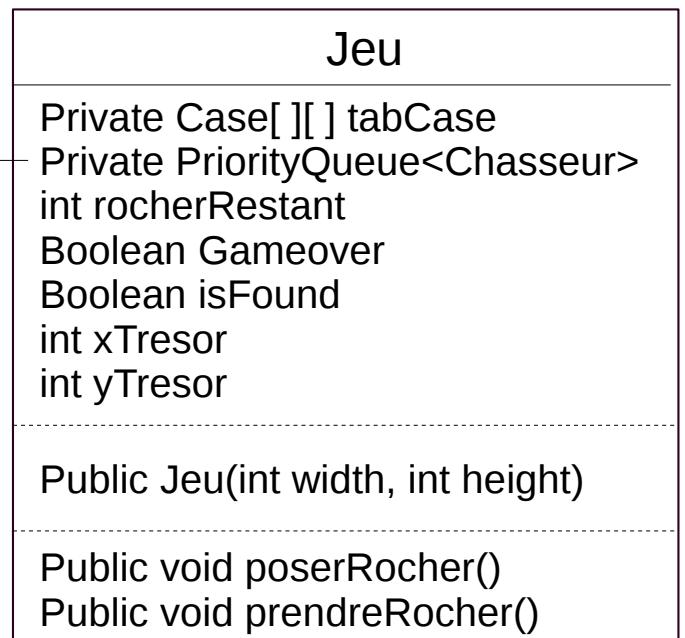 Jeu
Private Case[ ][ ] tabCase
Private PriorityQueue<Chasseur>
int rocherRestant
Boolean Gameover
Boolean isFound
int xTresor
int yTresor
Public Jeu(int width, int height)
Public void poserRocher()
Public void prendreRocher()